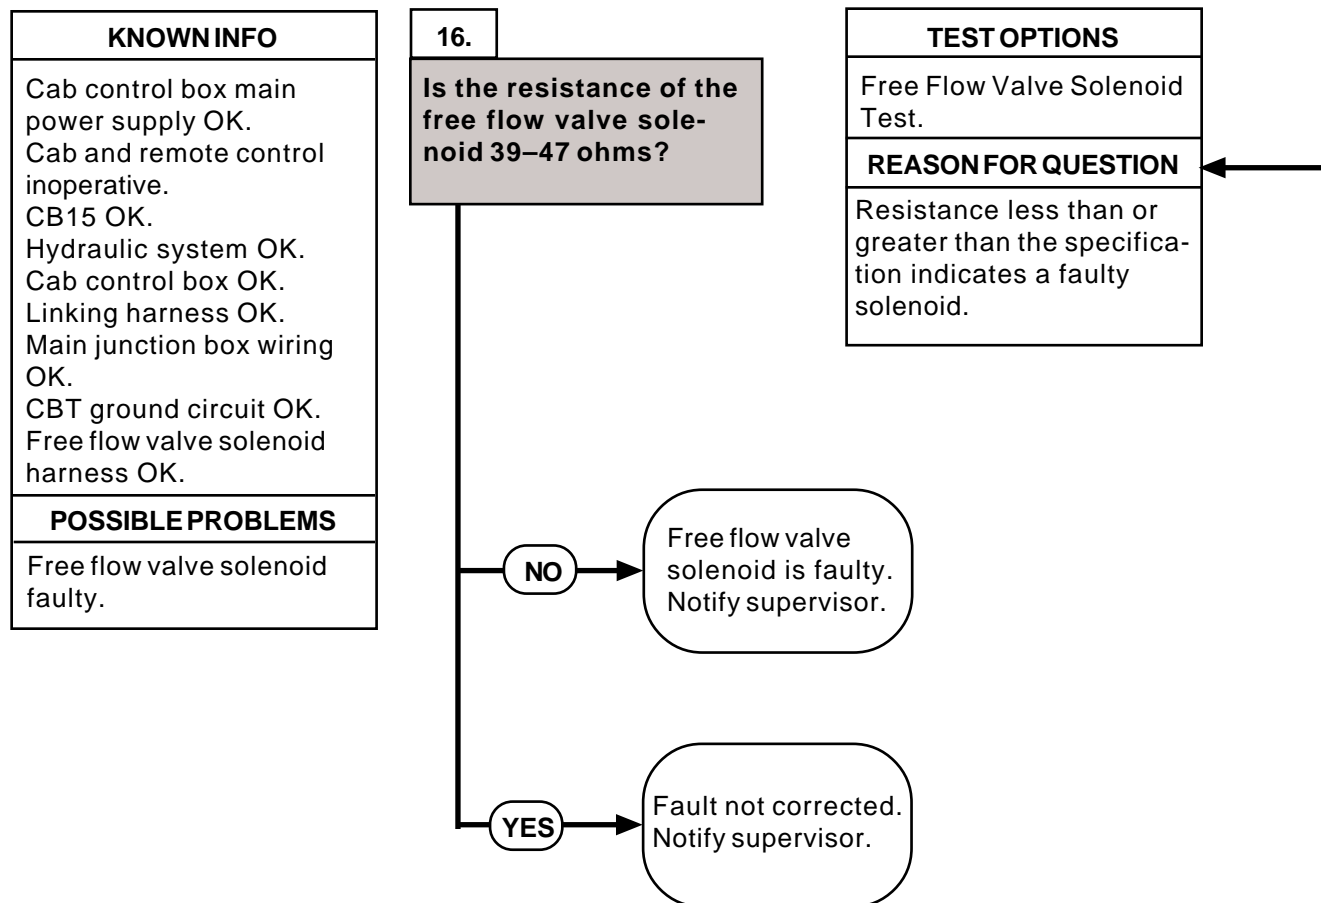 KNOWN INFO
Cab control box main
power supply OK.
Cab and remote control
inoperative.
CB15 OK.
Hydraulic system OK.
Cab control box OK.
Linking harness OK.
Main junction box wiring
OK.
CBT ground circuit OK.
Free flow valve solenoid
harness OK.
POSSIBLE PROBLEMS
Free flow valve solenoid
faulty.
16.
Is the resistance of the
free flow valve sole-
noid 39–47 ohms?
TEST OPTIONS
Free Flow Valve Solenoid
Test.
REASON FOR QUESTION
Resistance less than or
greater than the specifica-
tion indicates a faulty
solenoid.
NO
Free flow valve
solenoid is faulty.
Notify supervisor.
YES
Fault not corrected.
Notify supervisor.